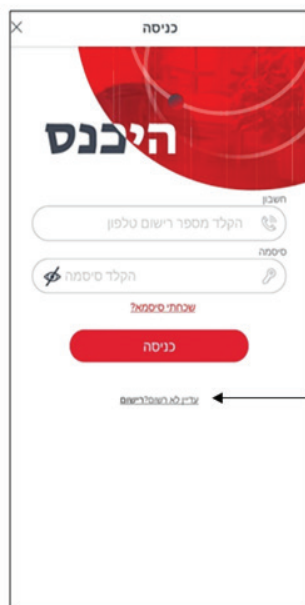 כניסה
היכנס
חשבון
הקלד מספר רישום טלפון
סיסמה
הקלד סיסמה
שכחתי סיסמא?
כניסה
עדיין לא רשום?רישום